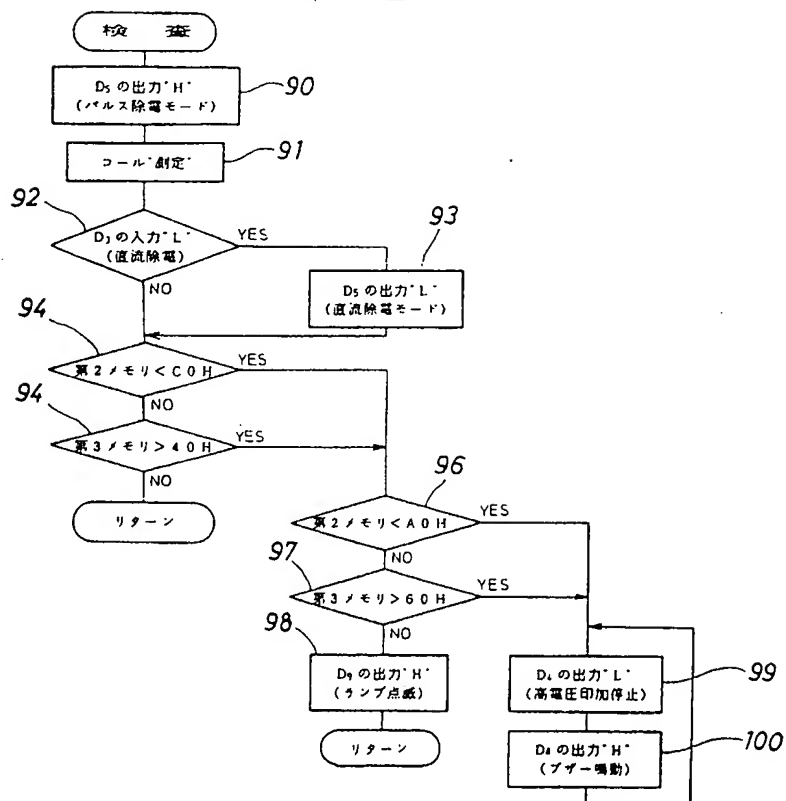 検 査
D₅の出力"H"
(パルス除電モード)
90
コール"測定"
91
92
D₃の入力"L"
(直流除電)
YES
NO
93
D₅の出力"L"
(直流除電モード)
94
第2メモリ<C0H
YES
NO
94
第3メモリ>40H
YES
NO
リターン
96
第2メモリ<A0H
YES
NO
97
第3メモリ>60H
YES
NO
98
D₉の出力"H"
(ランプ点滅)
リターン
D₄の出力"L"
(高電圧印加停止)
99
D₈の出力"H"
(ブザー鳴動)
100